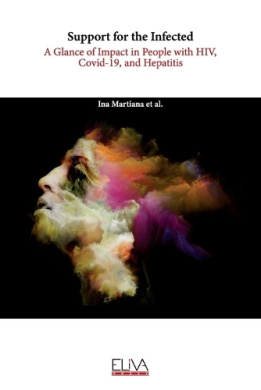 Support for the Infected
A Glance of Impact in People with HIV,
Covid-19, and Hepatitis
Ina Martiana et al.
ELIVA
PRESS